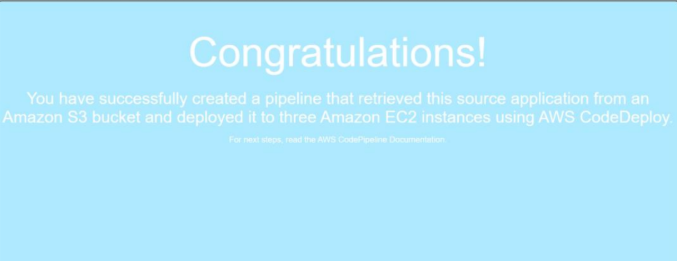 Congratulations!
You have successfully created a pipeline that retrieved this source application from an
Amazon S3 bucket and deployed it to three Amazon EC2 instances using AWS CodeDeploy.
For next steps, read the AWS CodePipeline Documentation.